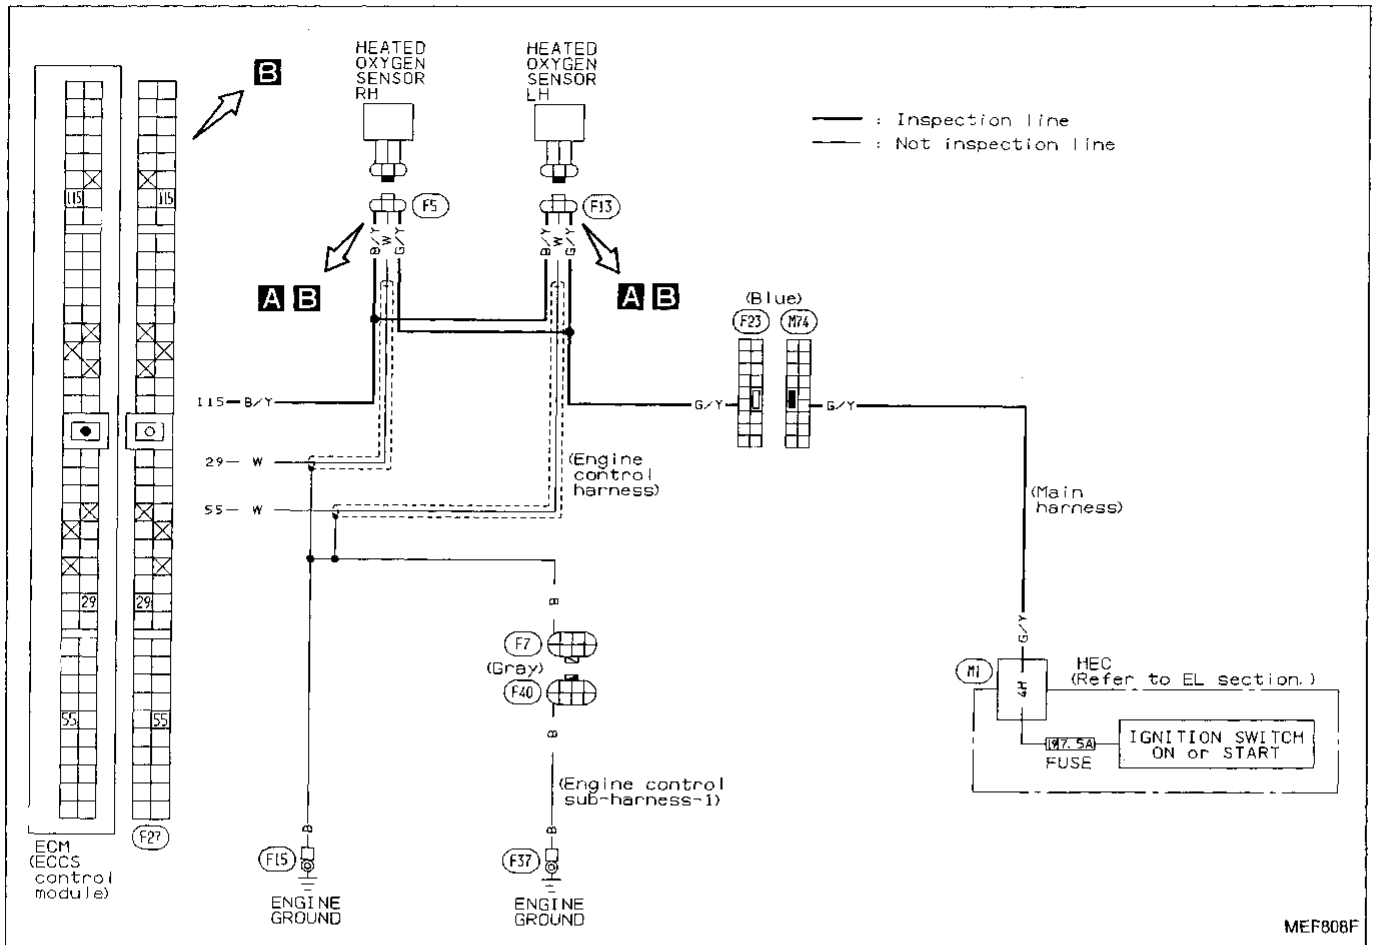 HEATED
OXYGEN
SENSOR
RH
HEATED
OXYGEN
SENSOR
LH
B
: Inspection line
: Not inspection line
115
115
F5
F13
B/Y
W
G/Y
B/Y
W
G/Y
A B
A B
(Blue)
F23
M74
115 B/Y
G/Y
G/Y
29 W
(Engine
control
harness)
55 W
(Main
harness)
29
29
B
G/Y
F7
(Gray)
F40
M1
4H
HEC
(Refer to EL section.)
55
55
B
7.5A
FUSE
IGNITION SWITCH
ON or START
(Engine control
sub-harness-1)
F27
B
B
ECM
(ECCS
control
module)
F15
F37
ENGINE
GROUND
ENGINE
GROUND
MEF808F